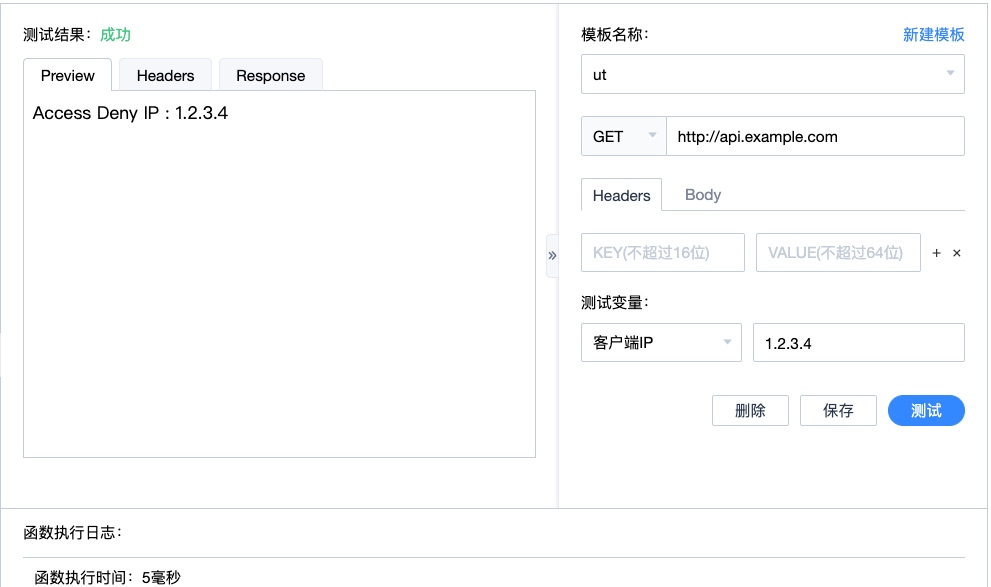 测试结果：成功
Preview Headers Response
Access Deny IP : 1.2.3.4
模板名称： 新建模板
ut
GET http://api.example.com
Headers Body
KEY(不超过16位) VALUE(不超过64位) + ×
»
测试变量：
客户端IP 1.2.3.4
删除 保存 测试
函数执行日志：
函数执行时间：5毫秒